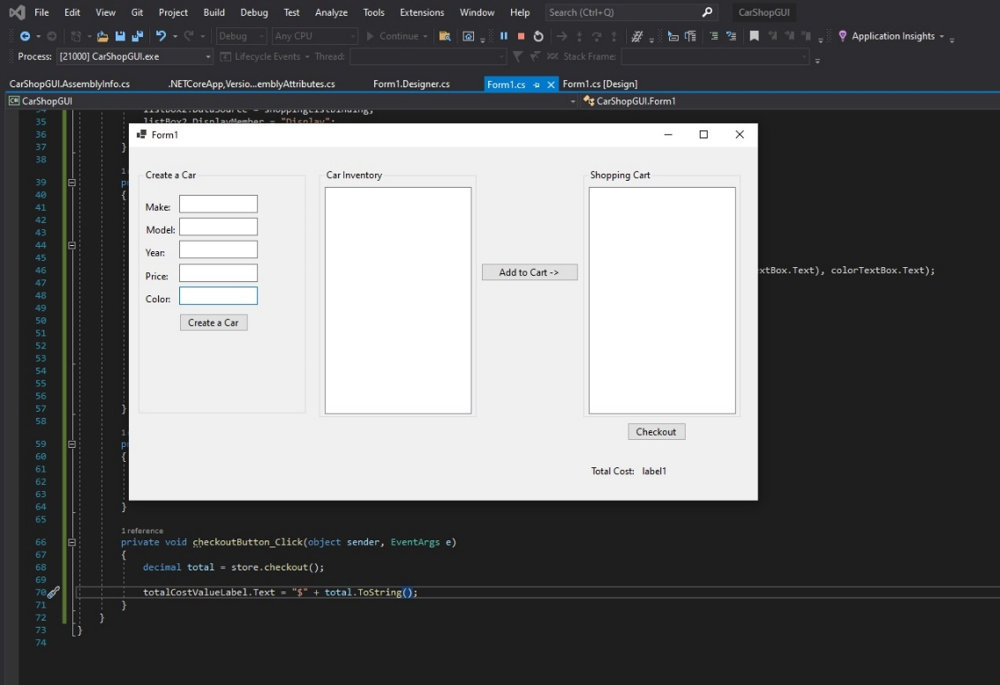 File Edit View Git Project Build Debug Test Analyze Tools Extensions Window Help Search (Ctrl+Q) CarShopGUI
Debug Any CPU Continue Application Insights
Process: [21000] CarShopGUI.exe Lifecycle Events Thread: Stack Frame:
CarShopGUI.AssemblyInfo.cs .NETCoreApp,Versio...emblyAttributes.cs Form1.Designer.cs Form1.cs Form1.cs [Design]
CarShopGUI CarShopGUI.Form1
34 listBox2.DataSource = shoppingListBinding;
35 listBox2.DisplayMember = "Display";
36
37 }
38
1
39 p
40 {
41
42
43
44
45
46 xtBox.Text), colorTextBox.Text);
47
48
49
50
51
52
53
54
55
56
57 }
58
1
59 p
60 {
61
62
63
64 }
65
1 reference
66 private void checkoutButton_Click(object sender, EventArgs e)
67 {
68 decimal total = store.checkout();
69
70 totalCostValueLabel.Text = "$" + total.ToString();
71 }
72 }
73 }
74
Form1
Create a Car
Make:
Model:
Year:
Price:
Color:
Create a Car
Car Inventory
Add to Cart ->
Shopping Cart
Checkout
Total Cost: label1